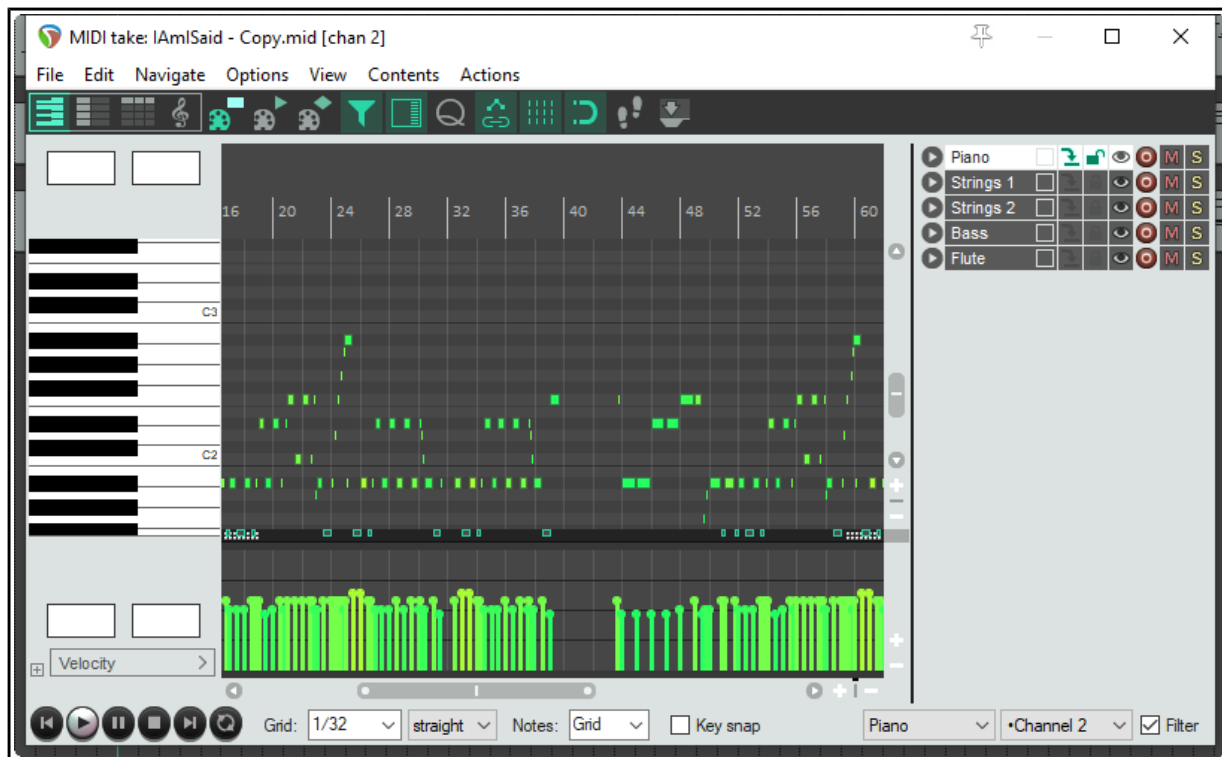 MIDI take: IAmISaid - Copy.mid [chan 2]
File Edit Navigate Options View Contents Actions
16 20 24 28 32 36 40 44 48 52 56 60
Piano M S
Strings 1 M S
Strings 2 M S
Bass M S
Flute M S
C3
C2
Velocity
Grid: 1/32 straight Notes: Grid Key snap Piano •Channel 2 Filter